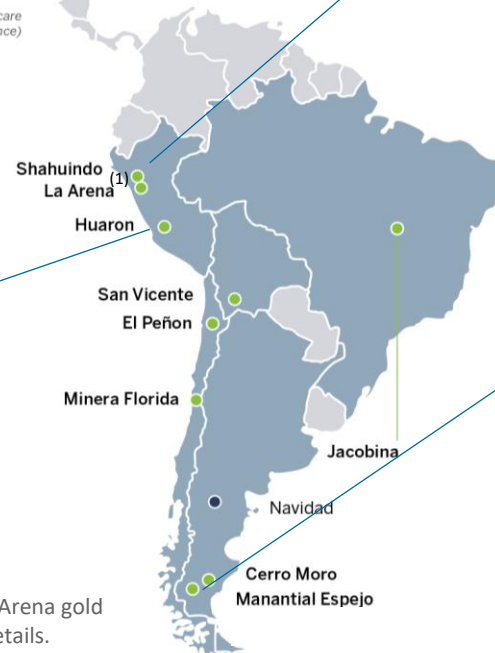 care
nce)
Shahuindo
(1)
La Arena
Huaron
San Vicente
El Peñon
Minera Florida
Jacobina
Navidad
Cerro Moro
Manantial Espejo
Arena gold
etails.